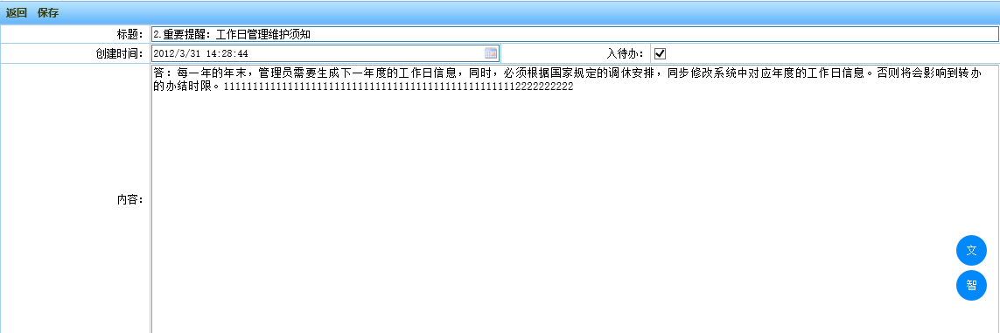 返回 保存
标题: 2.重要提醒: 工作日管理维护须知
创建时间: 2012/3/31 14:28:44 入待办:
答: 每一年的年末，管理员需要生成下一年度的工作日信息，同时，必须根据国家规定的调休安排，同步修改系统中对应年度的工作日信息。否则将会影响到转办
的办结时限。111111111111111111111111111111111111111111111111112222222222
内容:
文
智